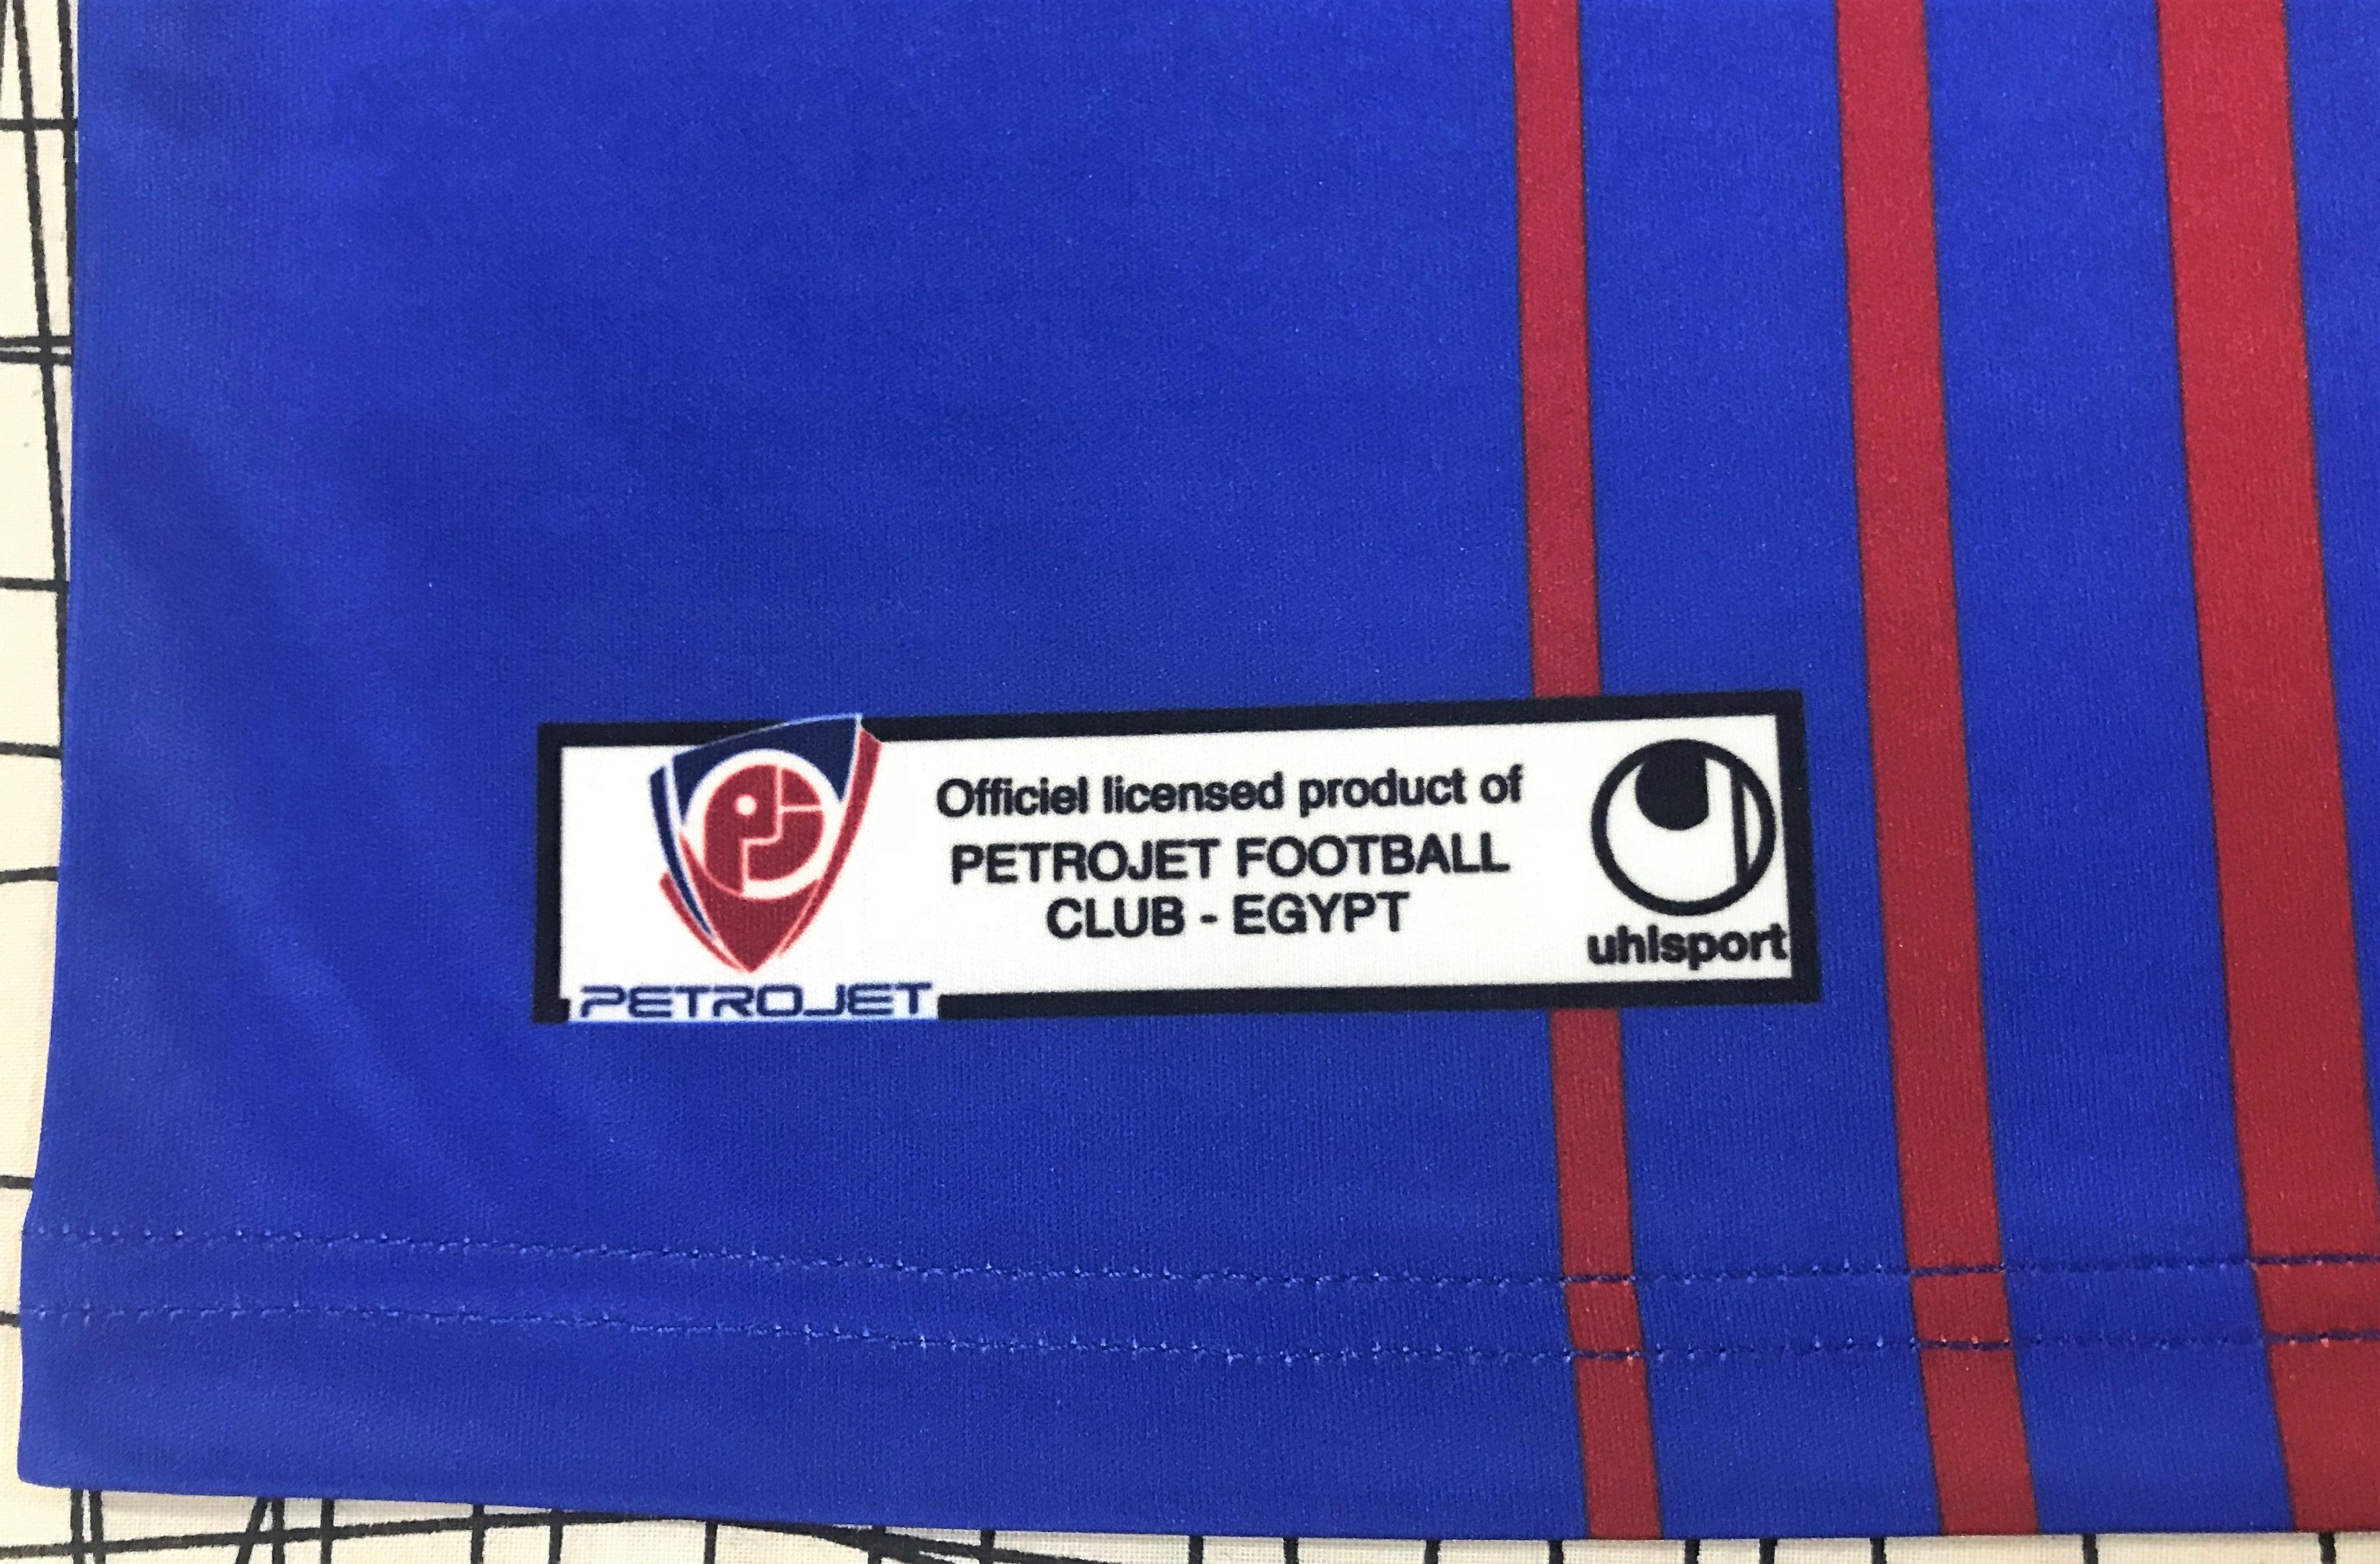 Officiel licensed product of
PETROJET FOOTBALL
CLUB - EGYPT
PETROJET
uhlsport